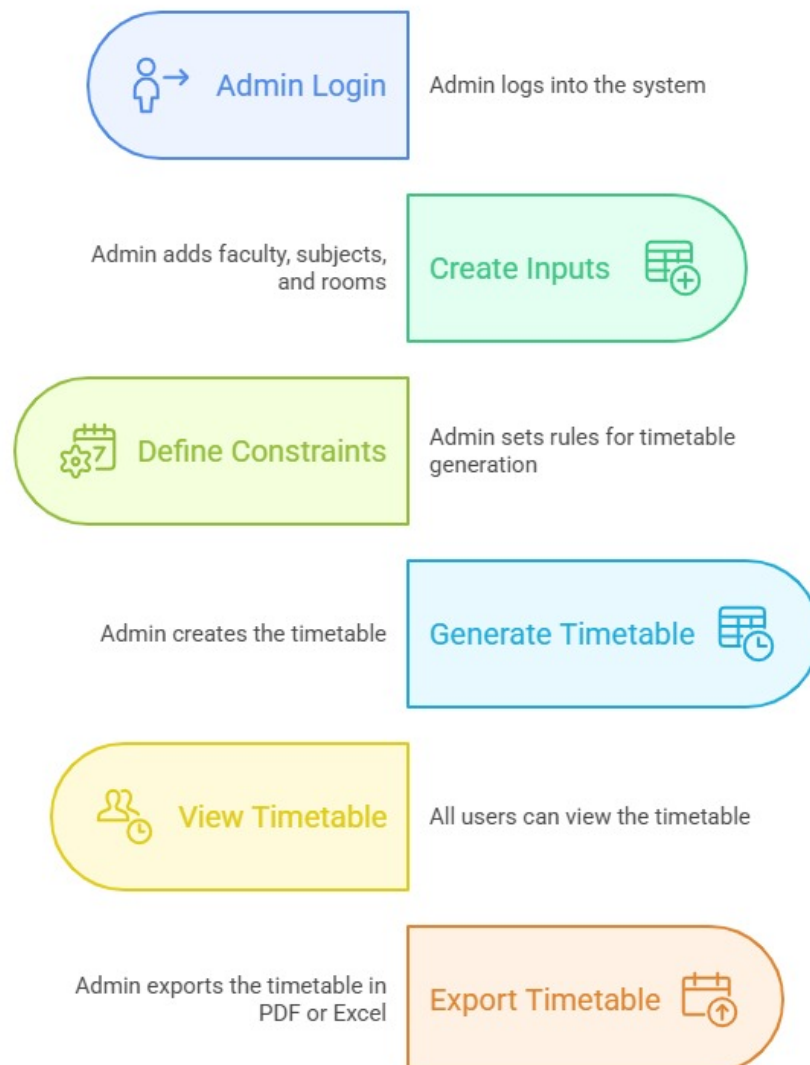 Admin Login
Admin logs into the system
Admin adds faculty, subjects,
and rooms
Create Inputs
7
Define Constraints
Admin sets rules for timetable
generation
Admin creates the timetable
Generate Timetable
View Timetable
All users can view the timetable
Admin exports the timetable in
PDF or Excel
Export Timetable